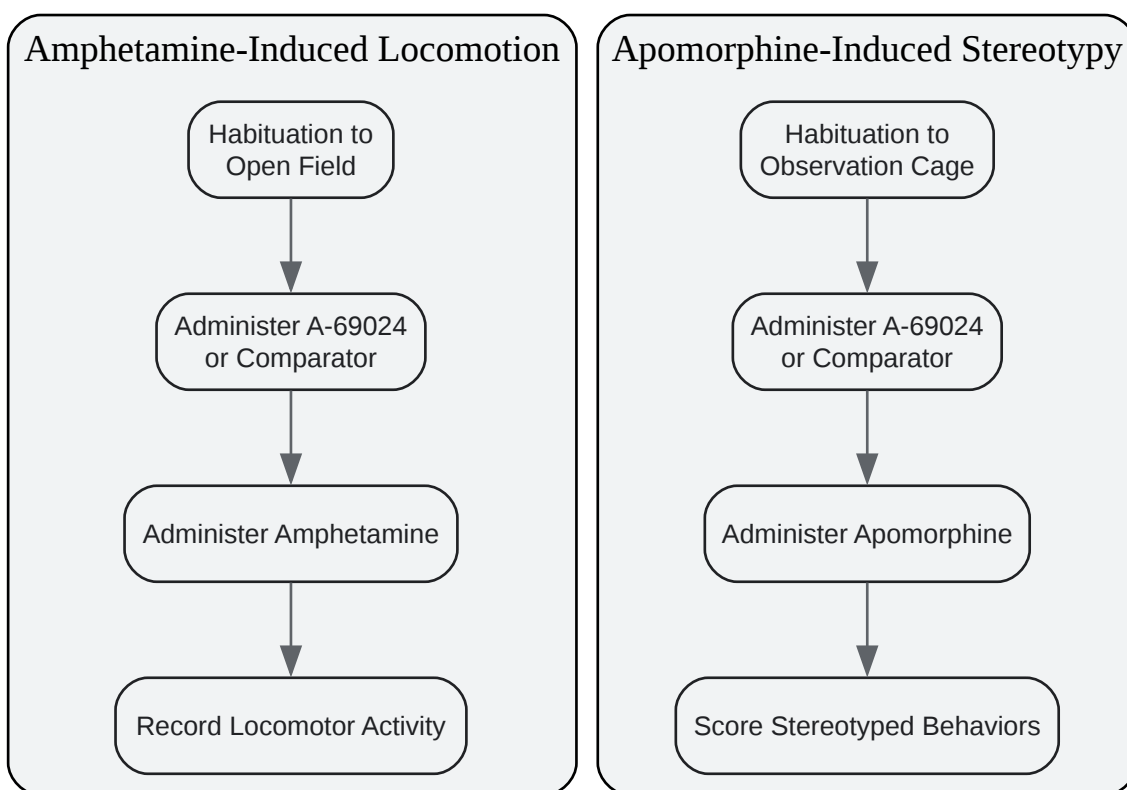 Amphetamine-Induced Locomotion
Habituation to
Open Field
Administer A-69024
or Comparator
Administer Amphetamine
Record Locomotor Activity
Apomorphine-Induced Stereotypy
Habituation to
Observation Cage
Administer A-69024
or Comparator
Administer Apomorphine
Score Stereotyped Behaviors